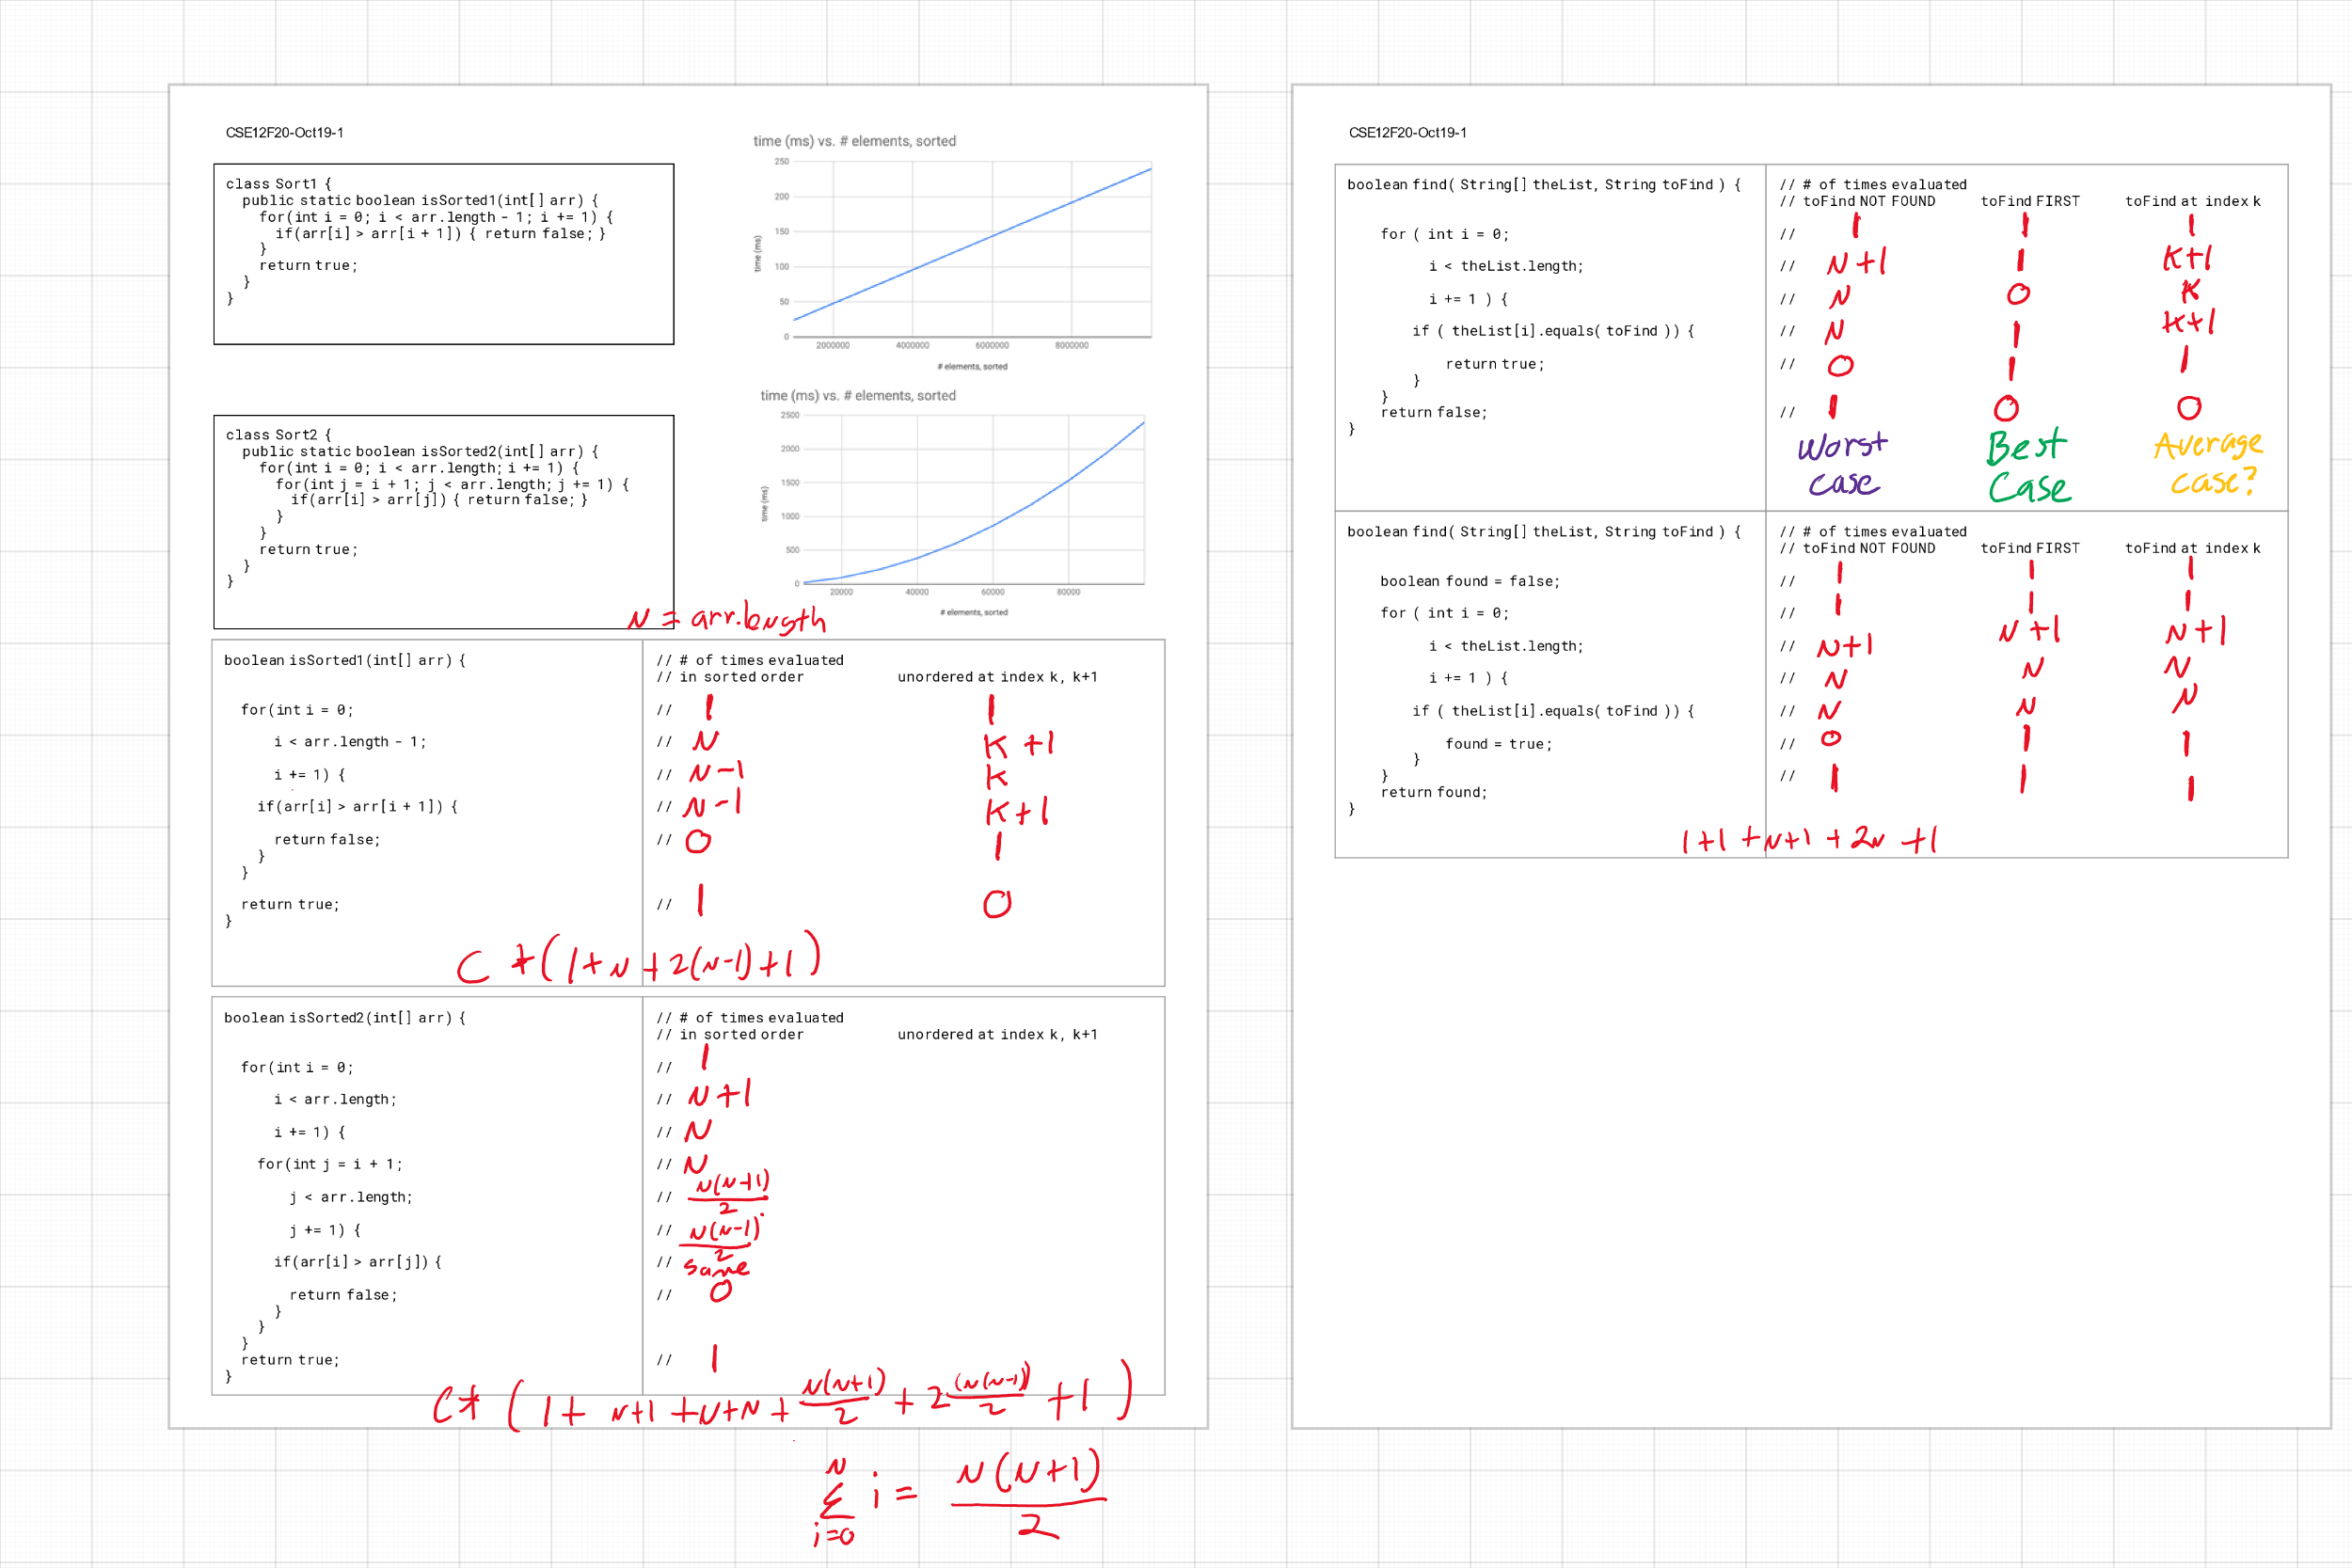 CSE12F20-Oct19-1
class Sort1 {
public static boolean isSorted1(int[] arr) {
for(int i = 0; i < arr.length - 1; i += 1) {
if(arr[i] > arr[i + 1]) { return false; }
}
return true;
}
}
time (ms) vs. # elements, sorted
250
200
150
100
50
0
time (ms)
2000000 4000000 6000000 8000000
# elements, sorted
class Sort2 {
public static boolean isSorted2(int[] arr) {
for(int i = 0; i < arr.length; i += 1) {
for(int j = i + 1; j < arr.length; j += 1) {
if(arr[i] > arr[j]) { return false; }
}
}
return true;
}
}
time (ms) vs. # elements, sorted
2500
2000
1500
1000
500
0
time (ms)
20000 40000 60000 80000
# elements, sorted
N = arr.length
boolean isSorted1(int[] arr) { // # of times evaluated
// in sorted order unordered at index k, k+1
for(int i = 0; // 1 1
i < arr.length - 1; // N K+1
i += 1) { // N-1 K
if(arr[i] > arr[i + 1]) { // N-1 K+1
return false; // 0 1
}
}
return true; // 1 0
}
C *(1+N+2(N-1)+1)
boolean isSorted2(int[] arr) { // # of times evaluated
// in sorted order unordered at index k, k+1
for(int i = 0; // 1
i < arr.length; // N+1
i += 1) { // N
for(int j = i + 1; // N
j < arr.length; // N(N+1)/2
j += 1) { // N(N-1)/2
if(arr[i] > arr[j]) { // same
return false; // 0
}
}
}
return true; // 1
}
C* (1+ N+1 +N+N + N(N+1)/2 + 2(N(N-1))/2 +1)
N
Σ i = N(N+1)/2
i=0
CSE12F20-Oct19-1
boolean find( String[] theList, String toFind ) { // # of times evaluated
// toFind NOT FOUND toFind FIRST toFind at index k
for ( int i = 0; // 1 1 1
i < theList.length; // N+1 1 K+1
i += 1 ) { // N 0 K
if ( theList[i].equals( toFind )) { // N 1 K+1
return true; // 0 1 1
}
}
return false; // 1 0 0
}
Worst case Best Case Average case?
boolean find( String[] theList, String toFind ) { // # of times evaluated
// toFind NOT FOUND toFind FIRST toFind at index k
boolean found = false; // 1 1 1
for ( int i = 0; // 1 1 1
i < theList.length; // N+1 N+1 N+1
i += 1 ) { // N N N
if ( theList[i].equals( toFind )) { // N N N
found = true; // 0 1 1
}
}
return found; // 1 1 1
}
1+1 +N+1 + 2N +1